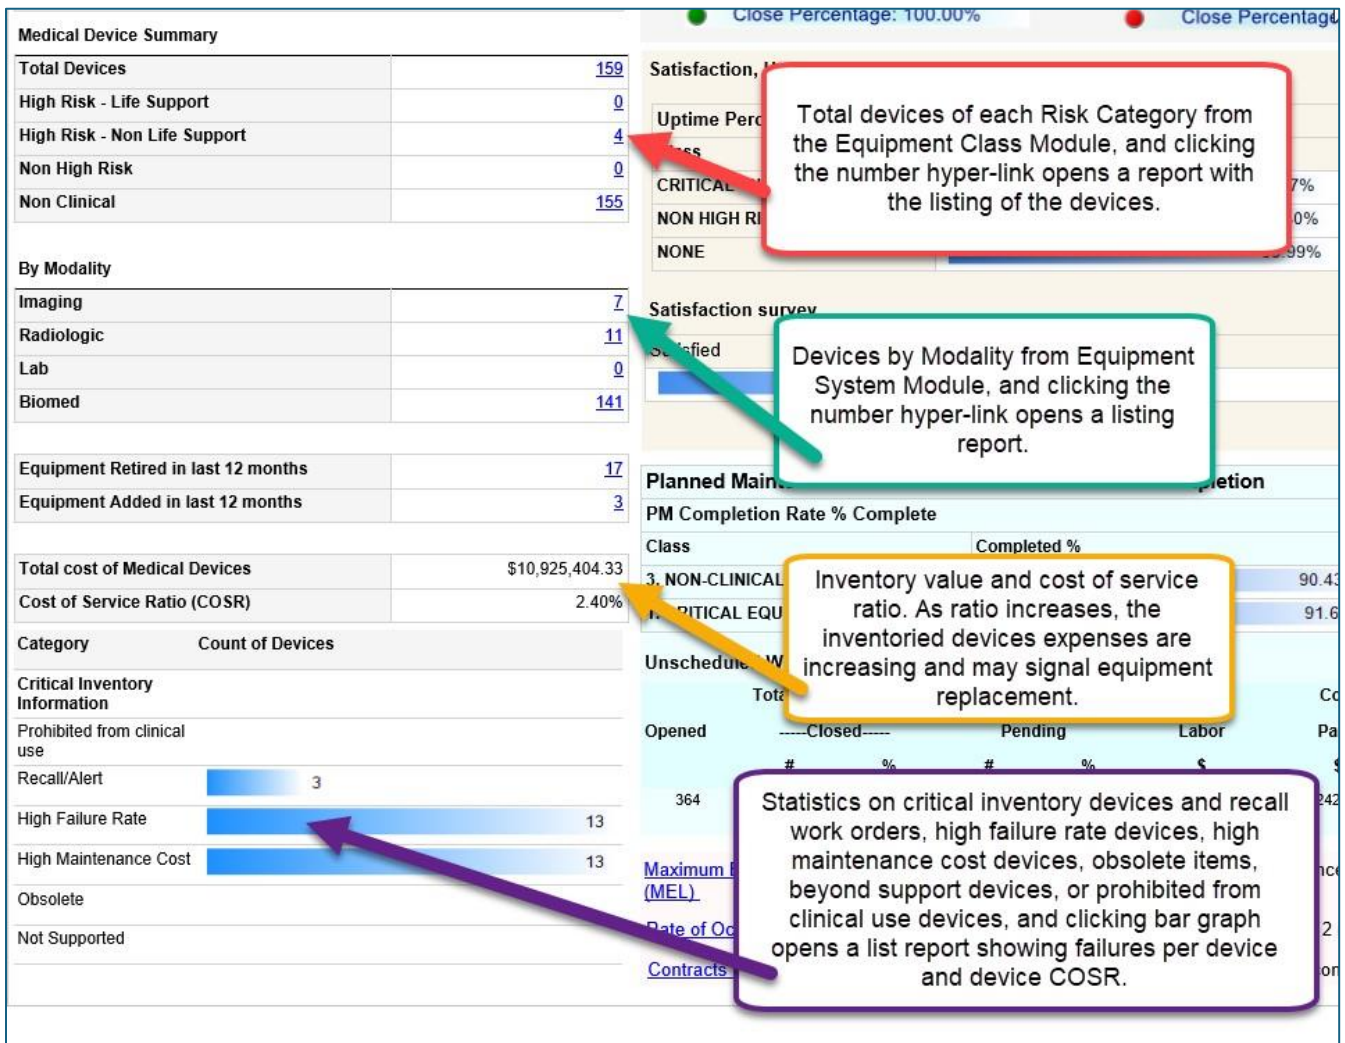 Close Percentage: 100.00%
Close Percentage
Medical Device Summary
Total Devices 159
High Risk - Life Support 0
High Risk - Non Life Support 4
Non High Risk 0
Non Clinical 155
By Modality
Imaging 7
Radiologic 11
Lab 0
Biomed 141
Equipment Retired in last 12 months 17
Equipment Added in last 12 months 3
Total cost of Medical Devices $10,925,404.33
Cost of Service Ratio (COSR) 2.40%
Category Count of Devices
Critical Inventory
Information
Prohibited from clinical
use
Recall/Alert 3
High Failure Rate 13
High Maintenance Cost 13
Obsolete
Not Supported
Satisfaction,
Uptime
CRITICAL 7%
NON HIGH 0%
NONE 99%
Satisfaction survey
Planned
PM Completion Rate % Complete
Class Completed %
3. NON-CLINICAL 90.43
91.6
Opened -----Closed----- Pending Labor
# % # % $
364
Maximum
(MEL)
Rate of
Contracts
Total devices of each Risk Category from
the Equipment Class Module, and clicking
the number hyper-link opens a report with
the listing of the devices.
Devices by Modality from Equipment
System Module, and clicking the
number hyper-link opens a listing
report.
Inventory value and cost of service
ratio. As ratio increases, the
inventoried devices expenses are
increasing and may signal equipment
replacement.
Statistics on critical inventory devices and recall
work orders, high failure rate devices, high
maintenance cost devices, obsolete items,
beyond support devices, or prohibited from
clinical use devices, and clicking bar graph
opens a list report showing failures per device
and device COSR.